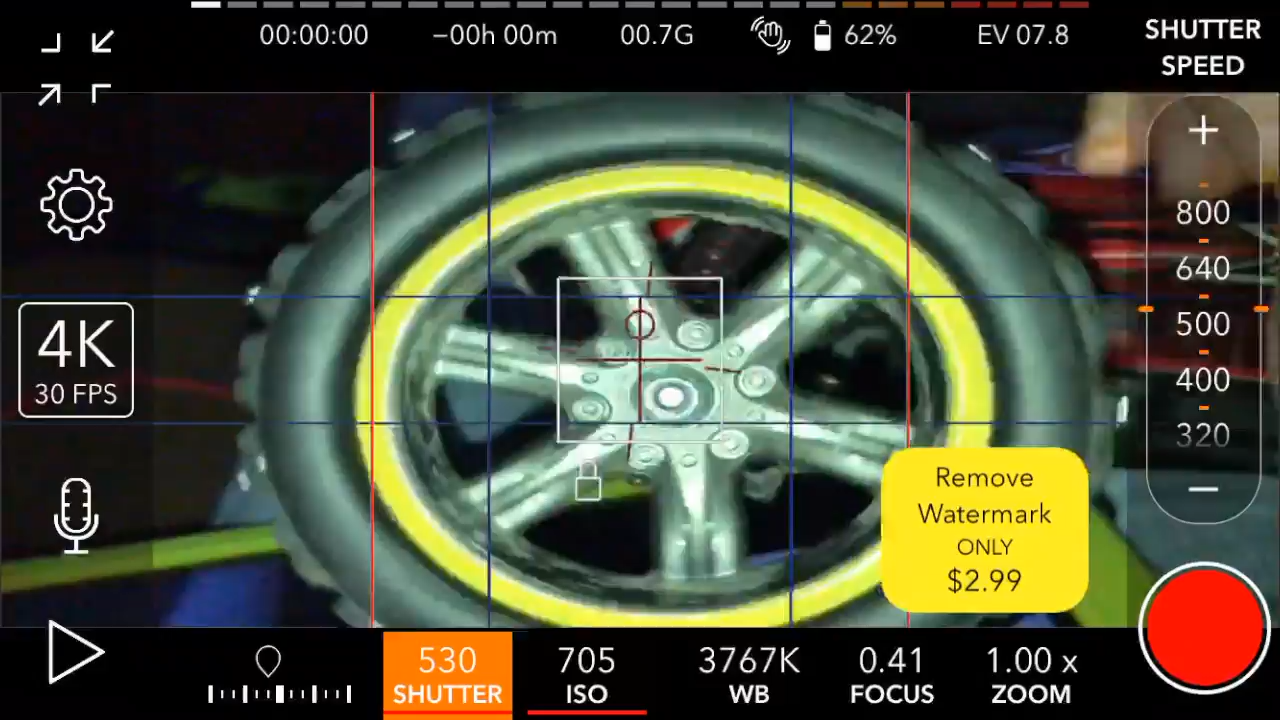 00:00:00
−00h 00m
00.7G
62%
EV 07.8
SHUTTER
SPEED
+
800
640
500
400
320
−
4K
30 FPS
Remove
Watermark
ONLY
$2.99
530
SHUTTER
705
ISO
3767K
WB
0.41
FOCUS
1.00 x
ZOOM